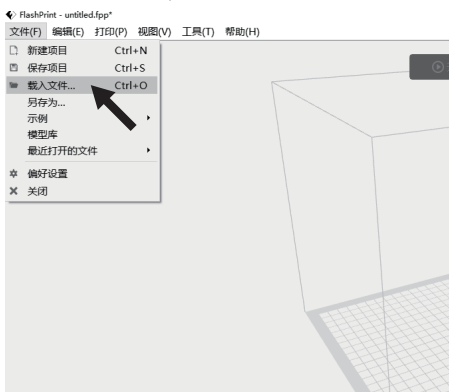 FlashPrint - untitled.fpp*
文件(F) 编辑(E) 打印(P) 视图(V) 工具(T) 帮助(H)
新建项目 Ctrl+N
保存项目 Ctrl+S
载入文件... Ctrl+O
另存为...
示例
模型库
最近打开的文件
偏好设置
关闭